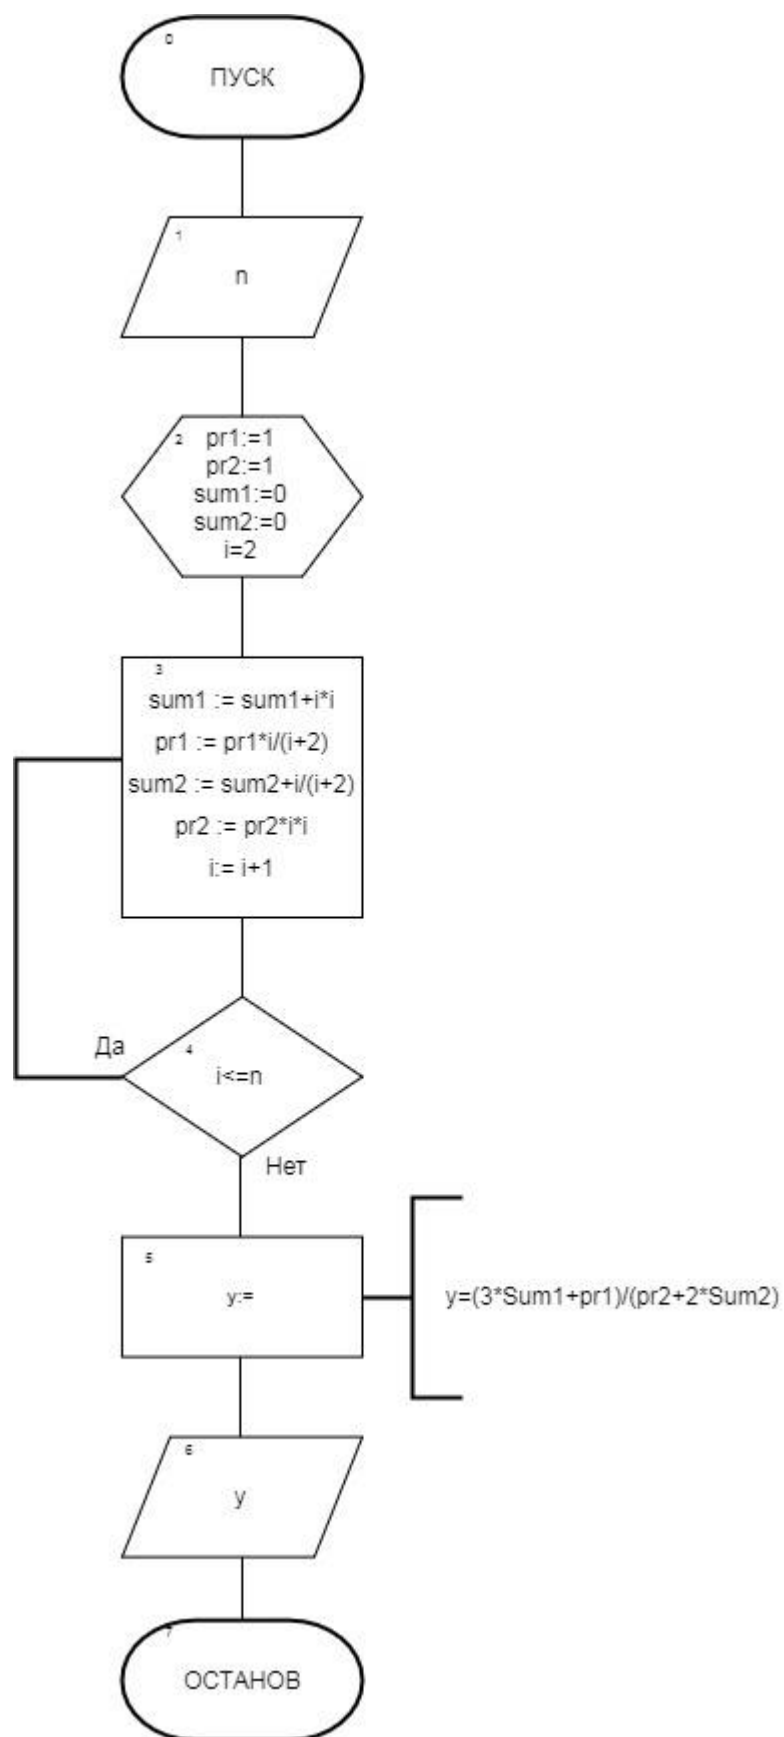 0
ПУСК
1
n
2
pr1:=1
pr2:=1
sum1:=0
sum2:=0
i=2
3
sum1 := sum1+i*i
pr1 := pr1*i/(i+2)
sum2 := sum2+i/(i+2)
pr2 := pr2*i*i
i:= i+1
Да
4
i<=n
Нет
5
y:=
y=(3*Sum1+pr1)/(pr2+2*Sum2)
6
y
7
ОСТАНОВ